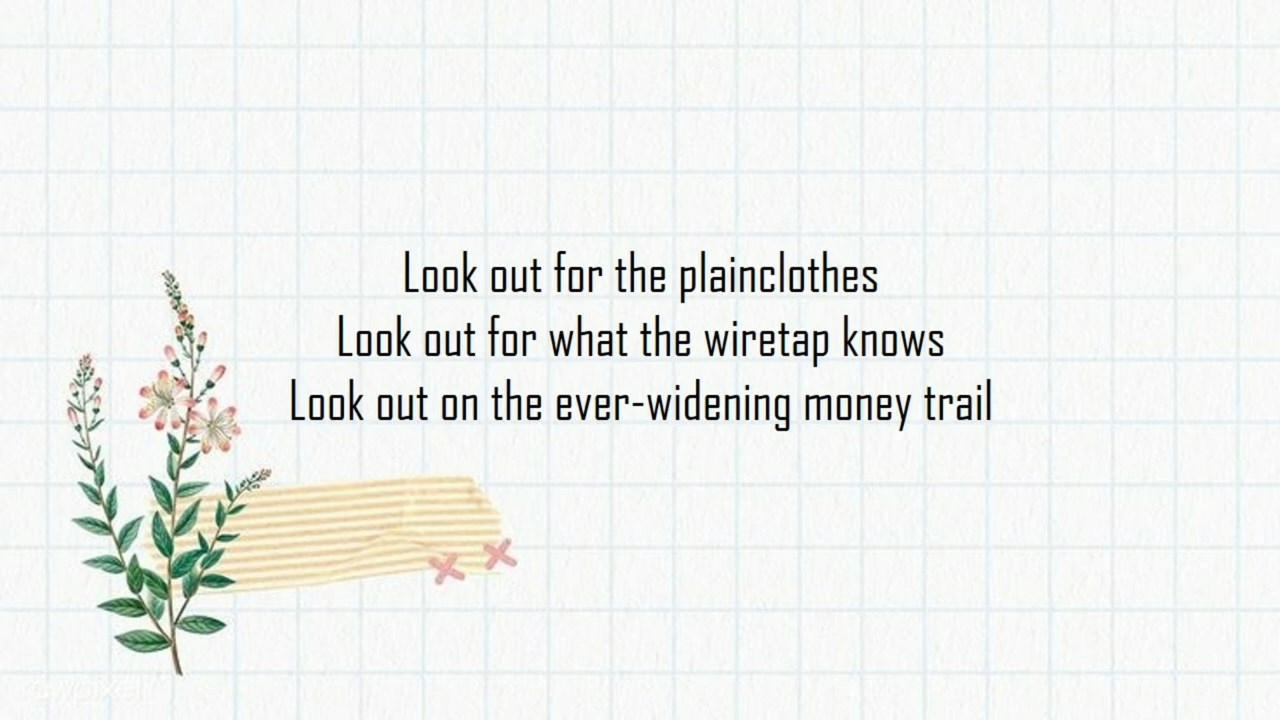 Look out for the plainclothes
Look out for what the wiretap knows
Look out on the ever-widening money trail
rawpixel